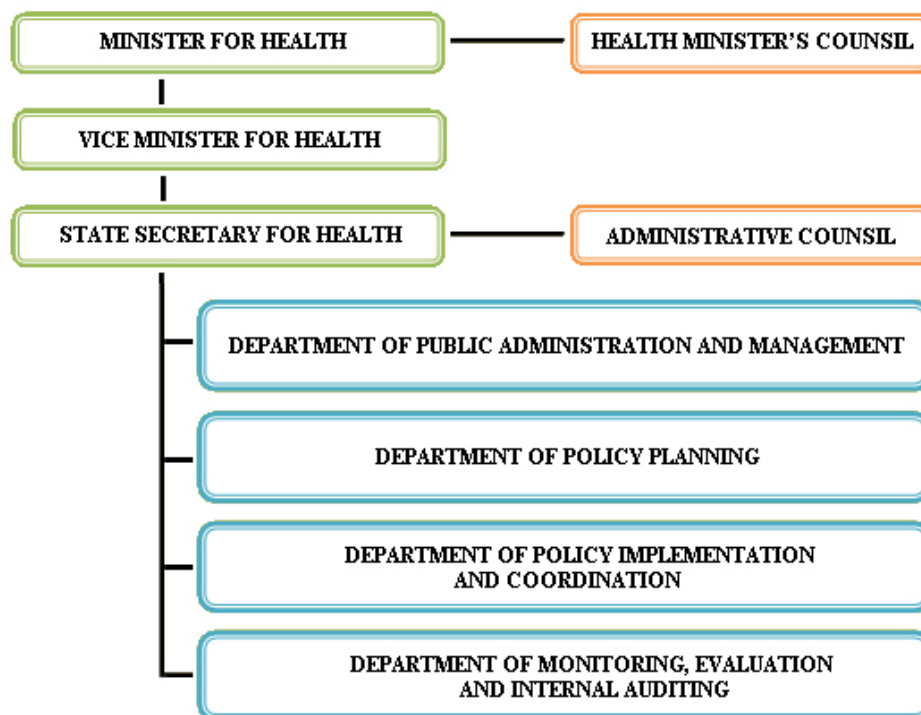 MINISTER FOR HEALTH
HEALTH MINISTER'S COUNSIL
VICE MINISTER FOR HEALTH
STATE SECRETARY FOR HEALTH
ADMINISTRATIVE COUNSIL
DEPARTMENT OF PUBLIC ADMINISTRATION AND MANAGEMENT
DEPARTMENT OF POLICY PLANNING
DEPARTMENT OF POLICY IMPLEMENTATION
AND COORDINATION
DEPARTMENT OF MONITORING, EVALUATION
AND INTERNAL AUDITING